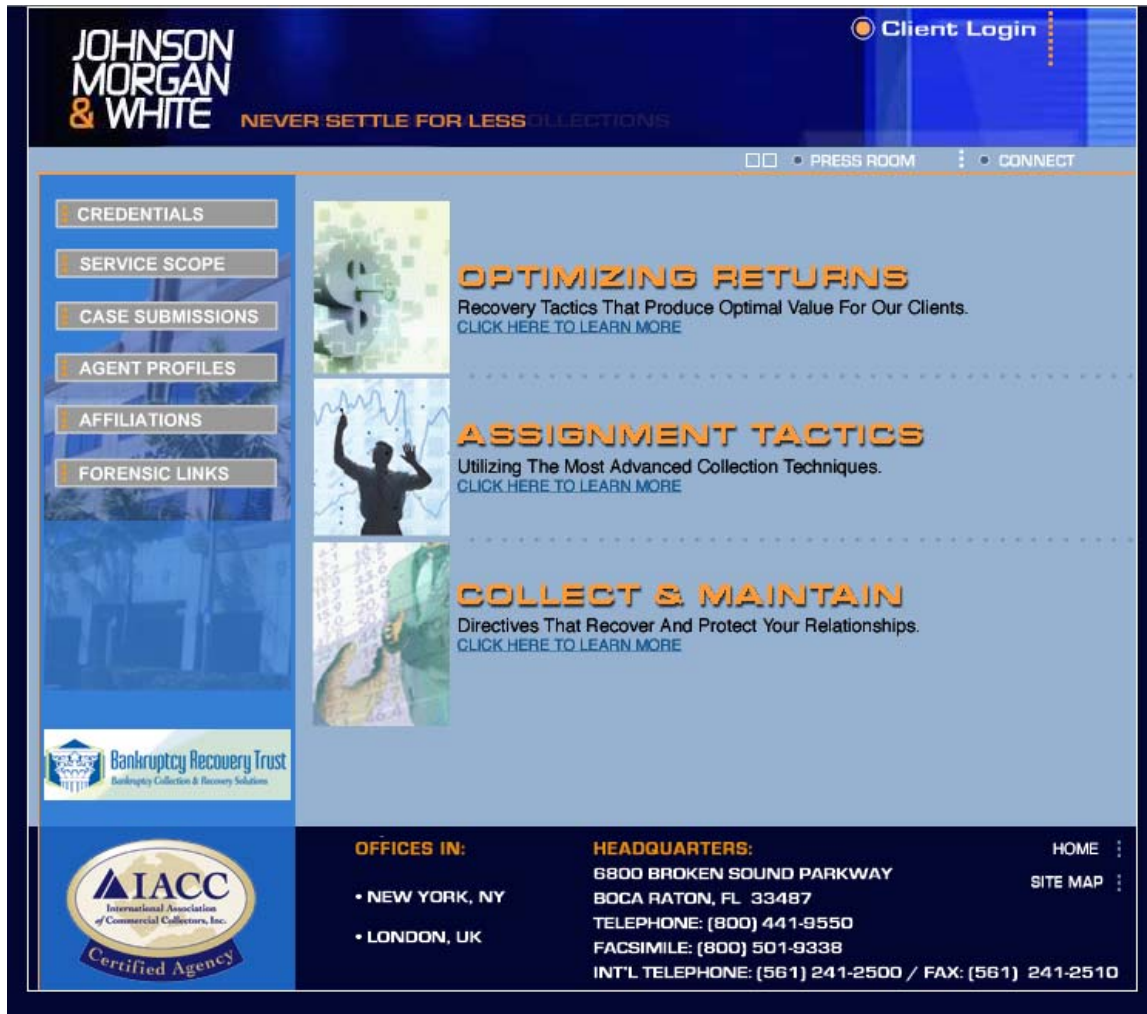 JOHNSON
MORGAN
& WHITE
NEVER SETTLE FOR LESS
Client Login
PRESS ROOM
CONNECT
CREDENTIALS
SERVICE SCOPE
CASE SUBMISSIONS
AGENT PROFILES
AFFILIATIONS
FORENSIC LINKS
OPTIMIZING RETURNS
Recovery Tactics That Produce Optimal Value For Our Clients.
CLICK HERE TO LEARN MORE
ASSIGNMENT TACTICS
Utilizing The Most Advanced Collection Techniques.
CLICK HERE TO LEARN MORE
COLLECT & MAINTAIN
Directives That Recover And Protect Your Relationships.
CLICK HERE TO LEARN MORE
Bankruptcy Recovery Trust
Bankruptcy Collection & Recovery Solutions
IACC
International Association
of Commercial Collectors, Inc.
Certified Agency
OFFICES IN:
• NEW YORK, NY
• LONDON, UK
HEADQUARTERS:
6800 BROKEN SOUND PARKWAY
BOCA RATON, FL 33487
TELEPHONE: (800) 441-9550
FACSIMILE: (800) 501-9338
INT'L TELEPHONE: (561) 241-2500 / FAX: (561) 241-2510
HOME
SITE MAP